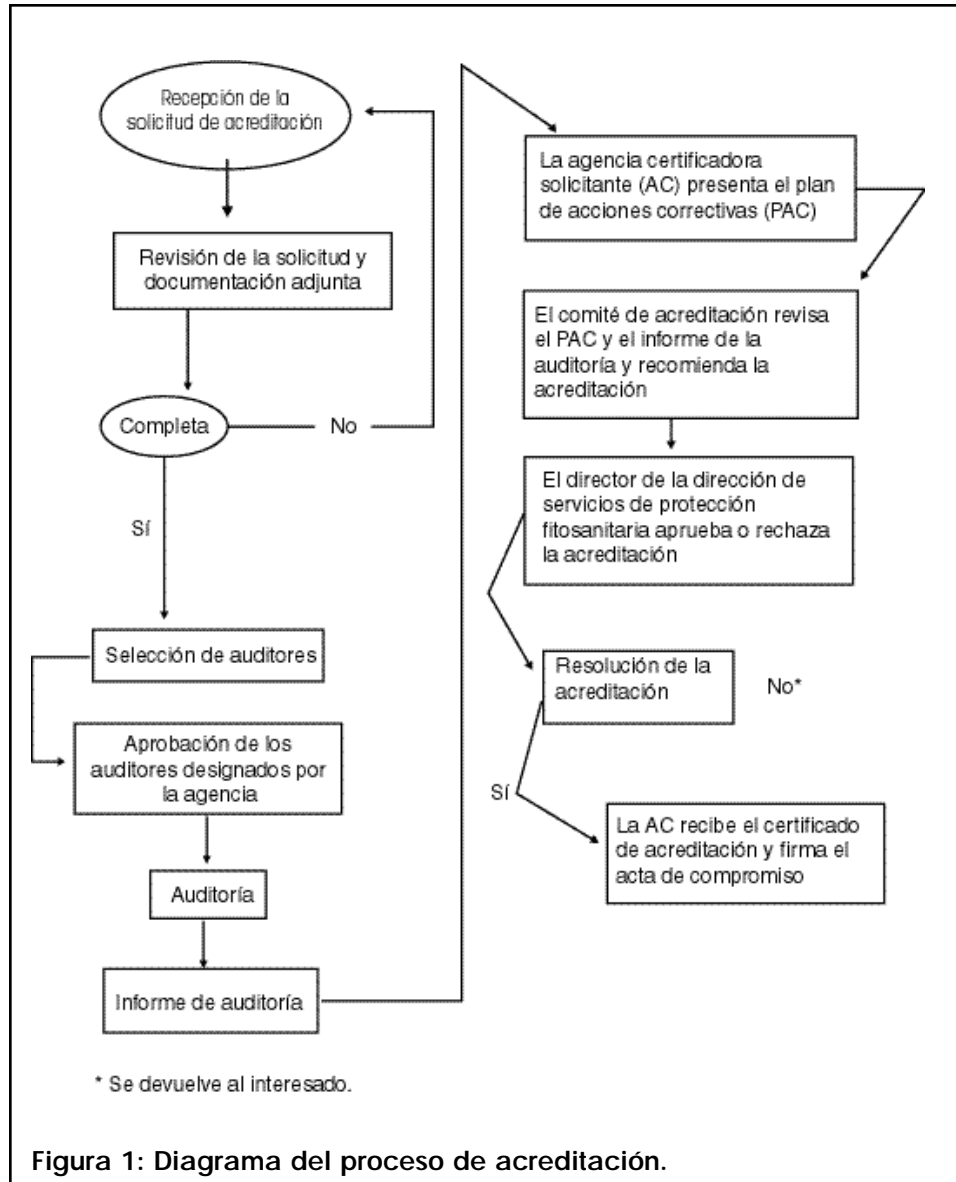 Recepción de la
solicitud de acreditación
Revisión de la solicitud y
documentación adjunta
Completa
No
Sí
Selección de auditores
Aprobación de los
auditores designados por
la agencia
Auditoría
Informe de auditoría
La agencia certificadora
solicitante (AC) presenta el plan
de acciones correctivas (PAC)
El comité de acreditación revisa
el PAC y el informe de la
auditoría y recomienda la
acreditación
El director de la dirección de
servicios de protección
fitosanitaria aprueba o rechaza
la acreditación
Resolución de la
acreditación
No*
Sí
La AC recibe el certificado
de acreditación y firma el
acta de compromiso
* Se devuelve al interesado.
Figura 1: Diagrama del proceso de acreditación.